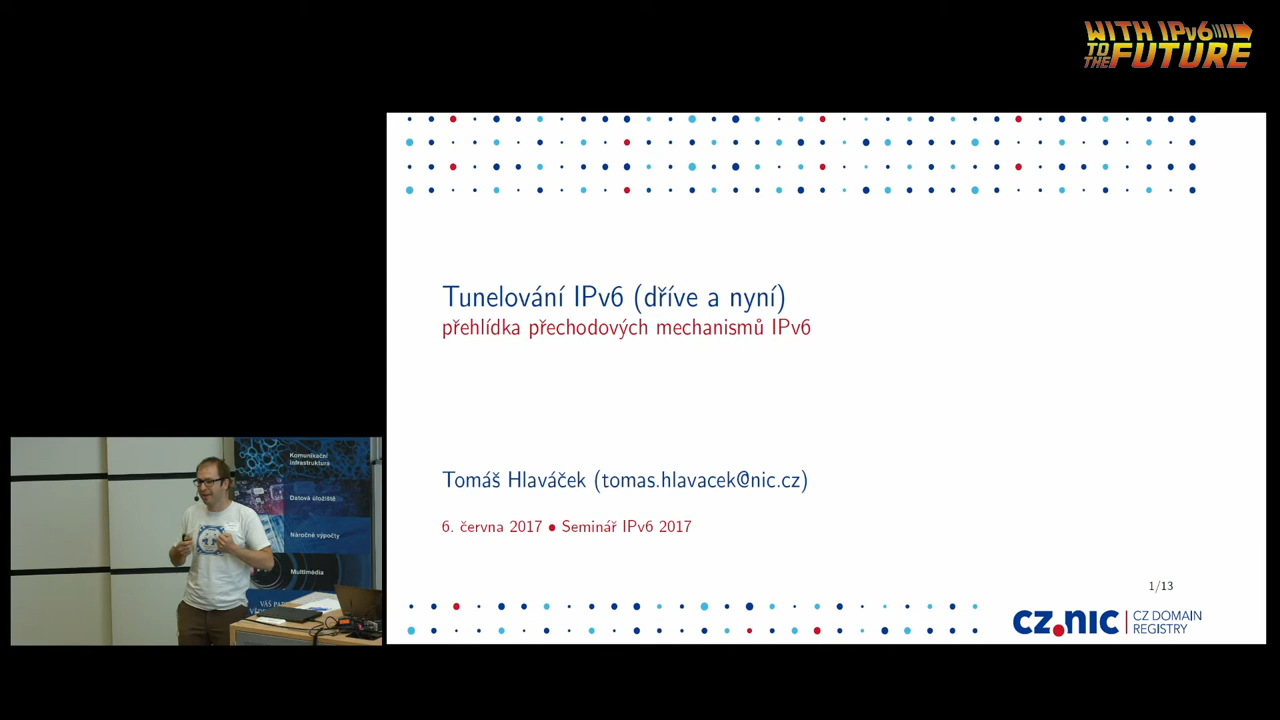 WITH IPv6
TO THE FUTURE
Tunelování IPv6 (dříve a nyní)
přehlídka přechodových mechanismů IPv6
Tomáš Hlaváček (tomas.hlavacek@nic.cz)
6. června 2017 • Seminář IPv6 2017
1/13
CZ.NIC | CZ DOMAIN
REGISTRY
Komunikační
infrastruktura
Datová úložiště
Náročné výpočty
Multimédia